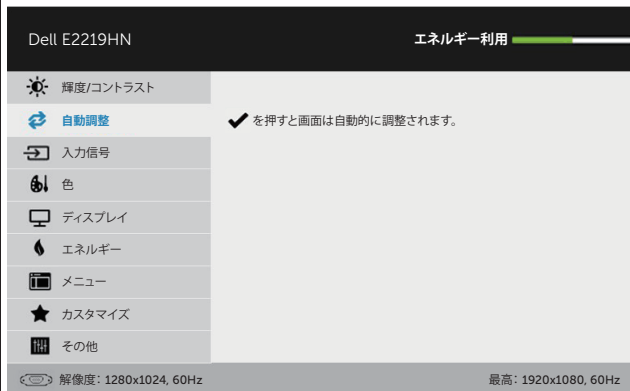 Dell E2219HN
エネルギー利用
輝度/コントラスト
自動調整
✔ を押すと画面は自動的に調整されます。
入力信号
色
ディスプレイ
エネルギー
メニュー
カスタマイズ
その他
解像度: 1280x1024, 60Hz
最高: 1920x1080, 60Hz